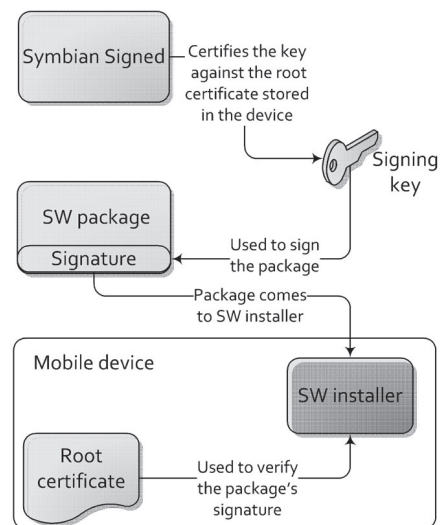 Symbian Signed
Certifies the key
against the root
certificate stored
in the device
Signing
key
SW package
Signature
Used to sign
the package
Package comes
to SW installer
Mobile device
SW installer
Root
certificate
Used to verify
the package's
signature